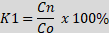 K1 = Cn/Co x 100%